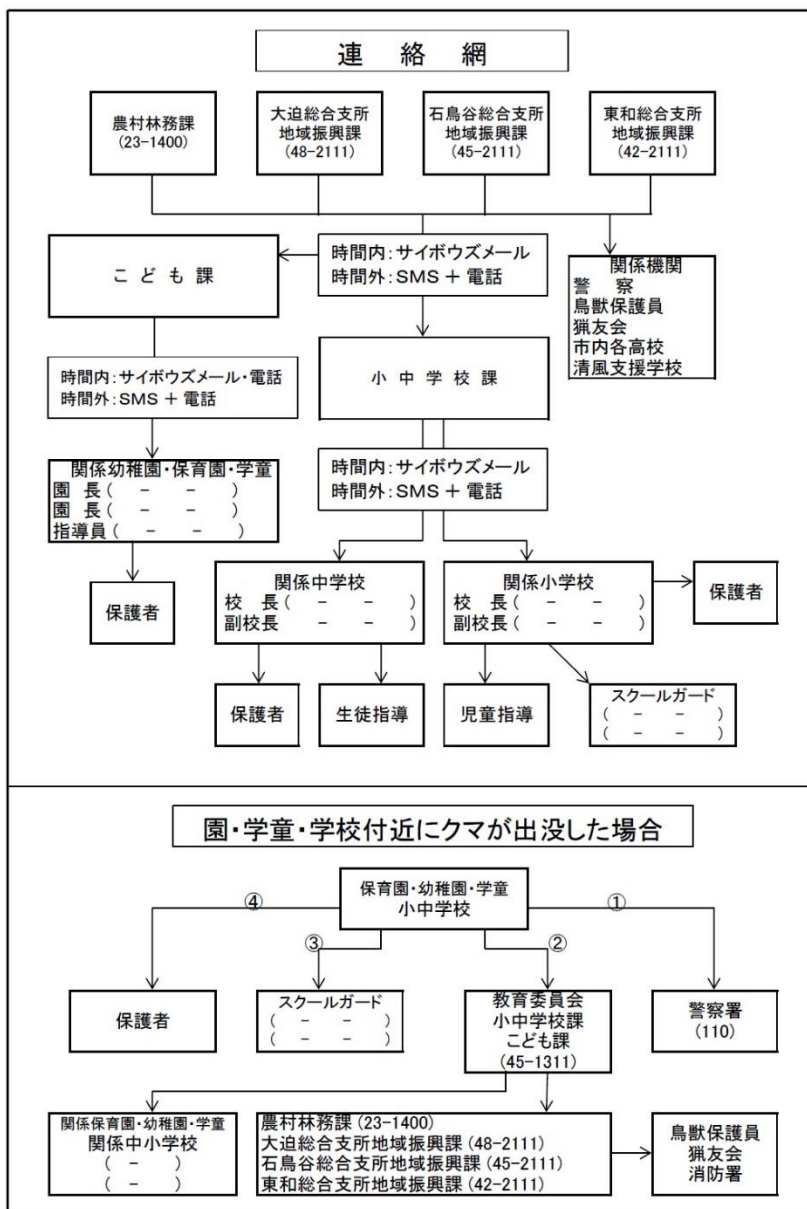 連 絡 網
農村林務課
(23-1400)
大迫総合支所
地域振興課
(48-2111)
石鳥谷総合支所
地域振興課
(45-2111)
東和総合支所
地域振興課
(42-2111)
こ ど も 課
時間内:サイボウズメール
時間外:SMS + 電話
関係機関
警 察
鳥獣保護員
猟友会
市内各高校
清風支援学校
時間内:サイボウズメール・電話
時間外:SMS + 電話
小 中 学 校 課
関係幼稚園・保育園・学童
園 長 ( - - )
園 長 ( - - )
指導員 ( - - )
時間内:サイボウズメール
時間外:SMS + 電話
保護者
関係中学校
校 長 ( - - )
副校長 - - )
関係小学校
校 長 ( - - )
副校長 ( - - )
保護者
保護者
生徒指導
児童指導
スクールガード
( - - )
( - - )
園・学童・学校付近にクマが出没した場合
保育園・幼稚園・学童
小中学校
④
①
③
②
保護者
スクールガード
( - - )
( - - )
教育委員会
小中学校課
こども課
(45-1311)
警察署
(110)
関係保育園・幼稚園・学童
関係中小学校
( - )
( - )
農村林務課 (23-1400)
大迫総合支所地域振興課 (48-2111)
石鳥谷総合支所地域振興課 (45-2111)
東和総合支所地域振興課 (42-2111)
鳥獣保護員
猟友会
消防署